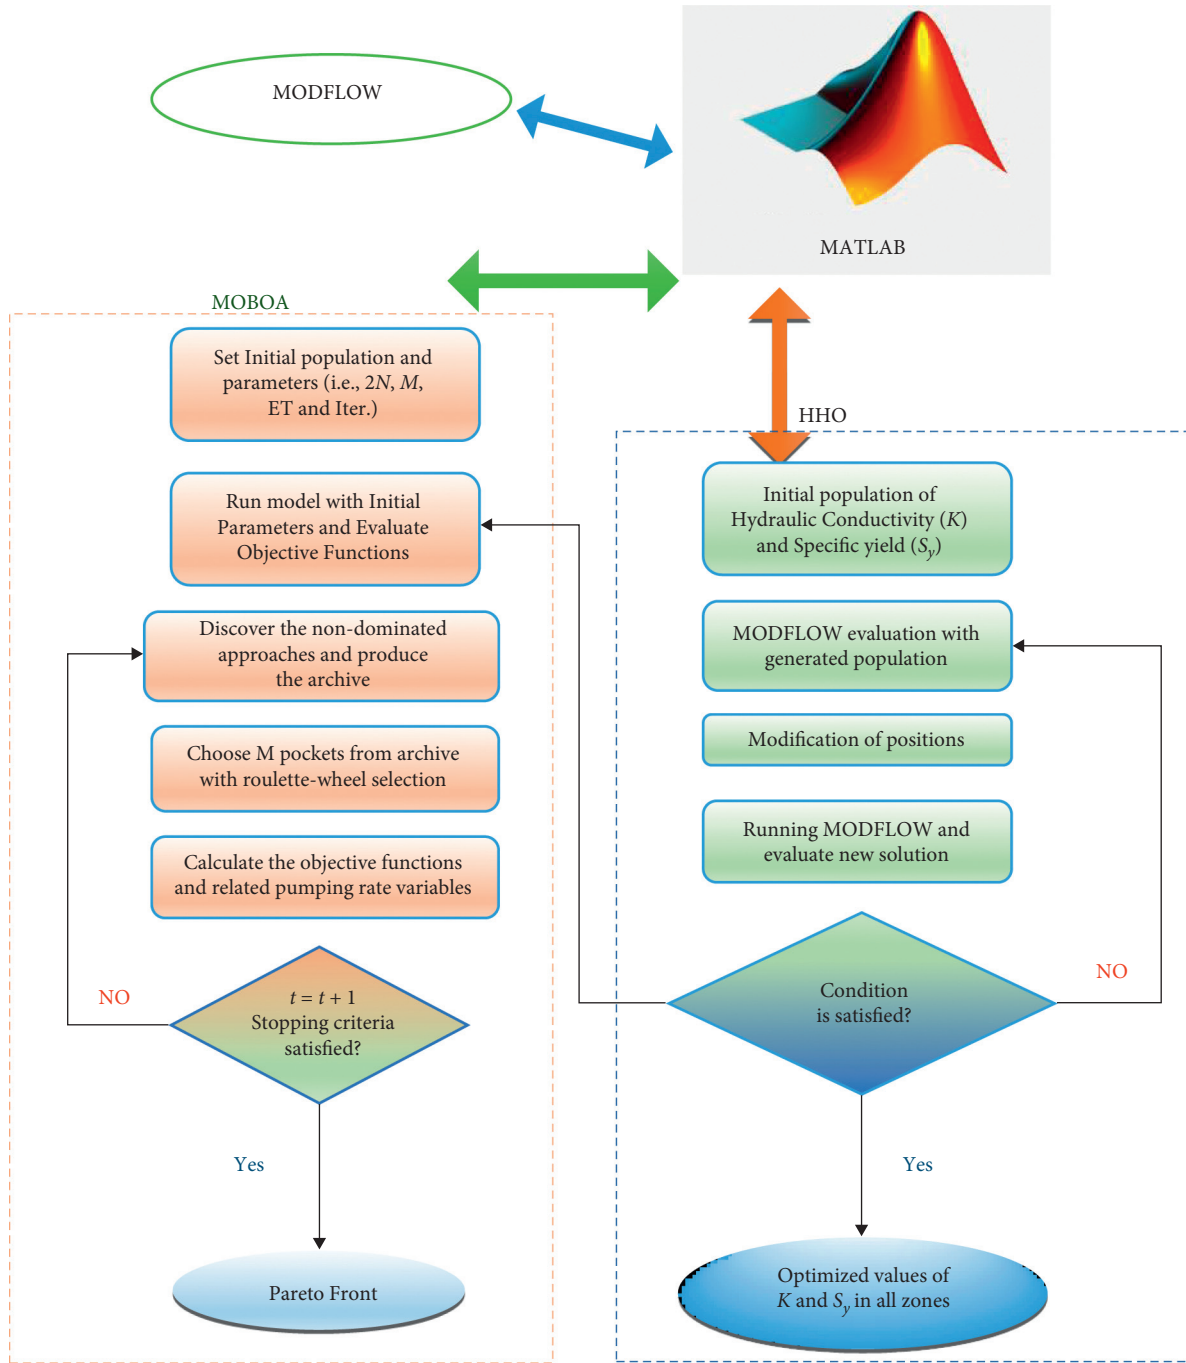 MODFLOW
MATLAB
MOBOA
Set Initial population and
parameters (i.e., 2N, M,
ET and Iter.)
Run model with Initial
Parameters and Evaluate
Objective Functions
Discover the non-dominated
approaches and produce
the archive
Choose M pockets from archive
with roulette-wheel selection
Calculate the objective functions
and related pumping rate variables
NO
t = t + 1
Stopping criteria
satisfied?
Yes
Pareto Front
HHO
Initial population of
Hydraulic Conductivity (K)
and Specific yield (Sy)
MODFLOW evaluation with
generated population
Modification of positions
Running MODFLOW and
evaluate new solution
Condition
is satisfied?
NO
Yes
Optimized values of
K and Sy in all zones